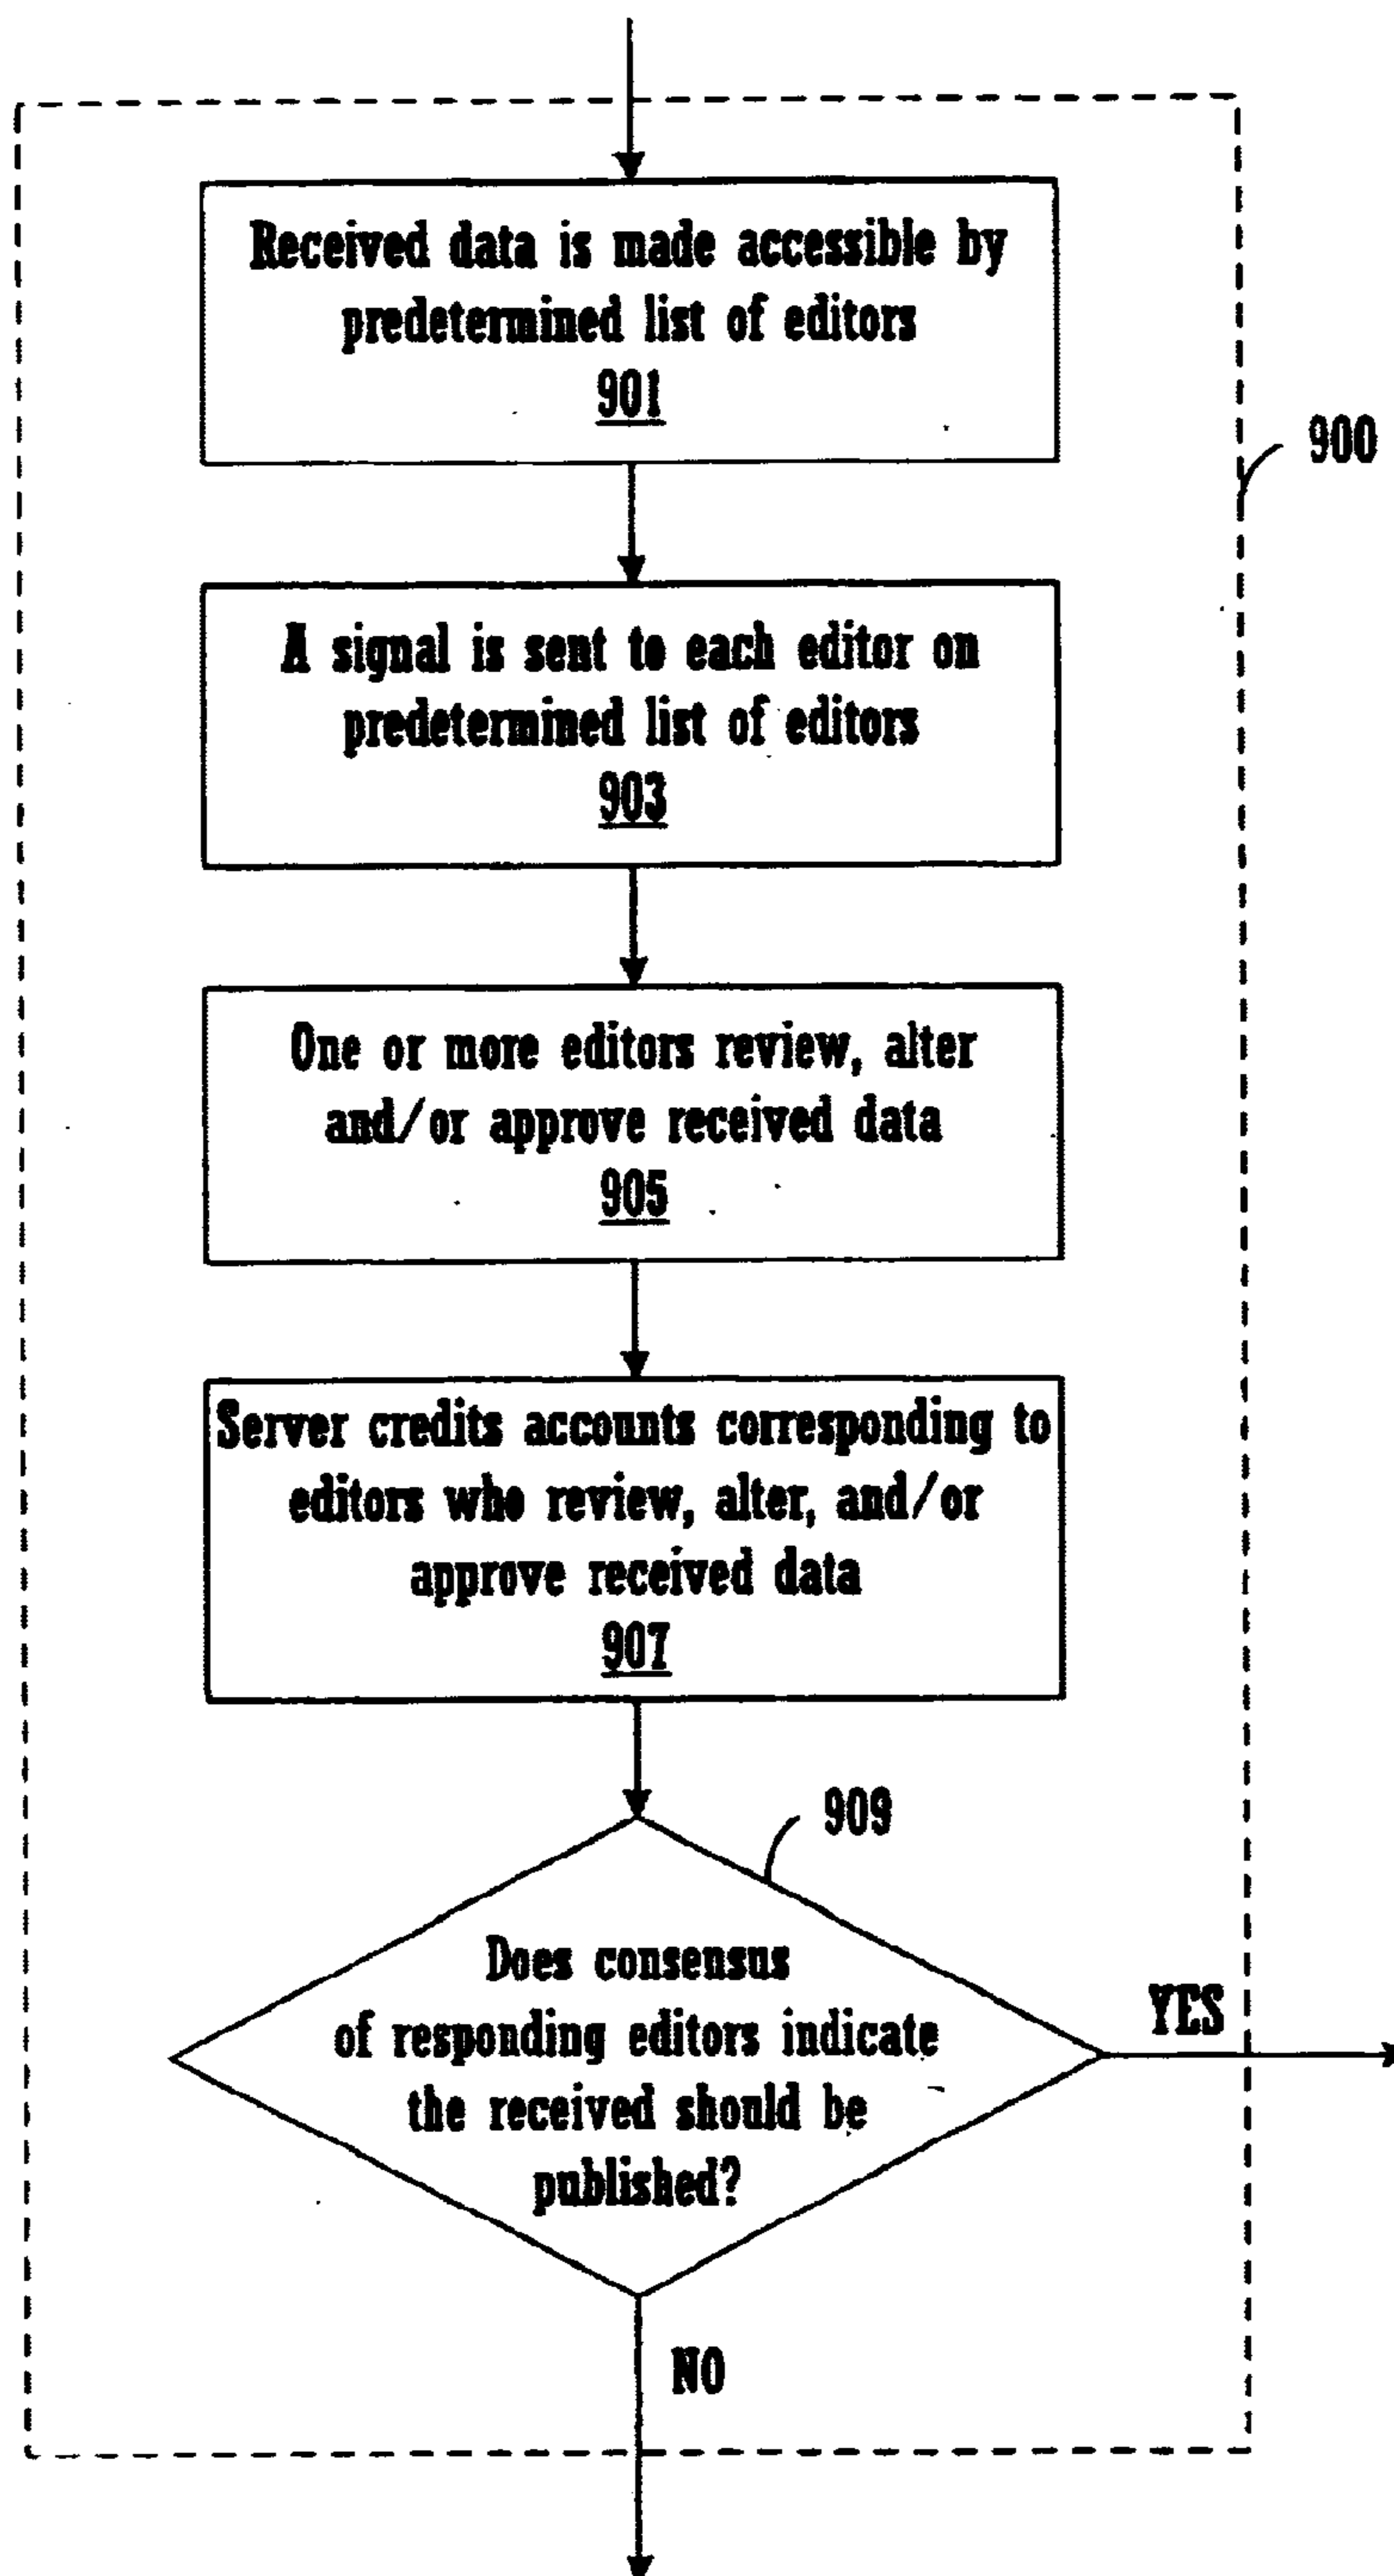 Received data is made accessible by
predetermined list of editors
901
900
A signal is sent to each editor on
predetermined list of editors
903
One or more editors review, alter
and/or approve received data
905
Server credits accounts corresponding to
editors who review, alter, and/or
approve received data
907
909
Does consensus
of responding editors indicate
the received should be
published?
YES
NO